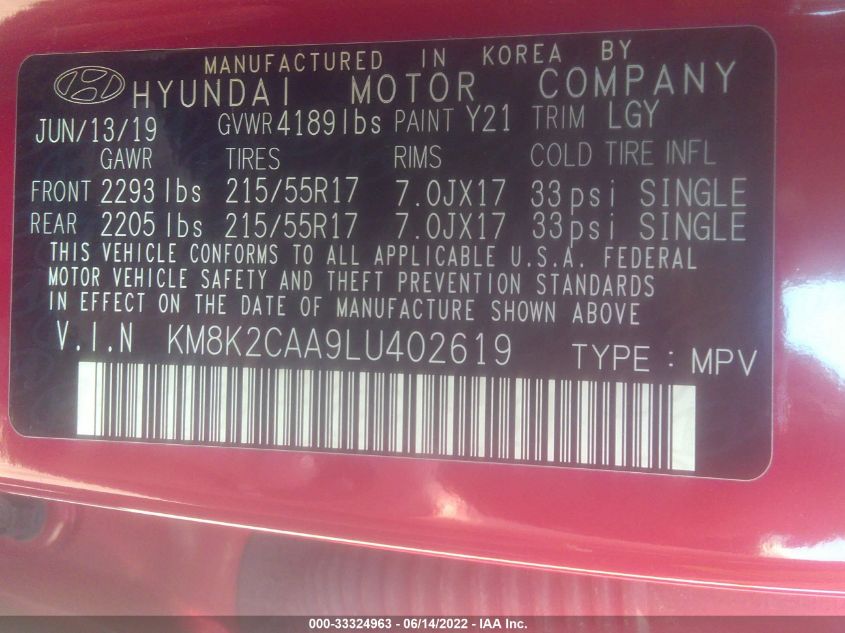 MANUFACTURED IN KOREA BY
HYUNDAI MOTOR COMPANY
JUN/13/19 GVWR 4189lbs PAINT Y21 TRIM LGY
GAWR TIRES RIMS COLD TIRE INFL
FRONT 2293 lbs 215/55R17 7.0JX17 33psi SINGLE
REAR 2205 lbs 215/55R17 7.0JX17 33psi SINGLE
THIS VEHICLE CONFORMS TO ALL APPLICABLE U.S.A. FEDERAL
MOTOR VEHICLE SAFETY AND THEFT PREVENTION STANDARDS
IN EFFECT ON THE DATE OF MANUFACTURE SHOWN ABOVE
V.I.N KM8K2CAA9LU402619 TYPE : MPV
000-33324963 - 06/14/2022 - IAA Inc.